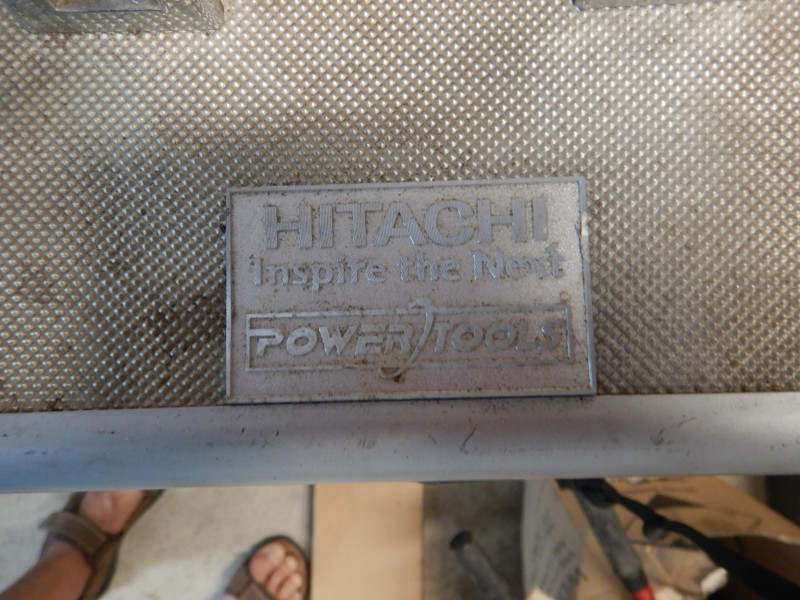 HITACHI
Inspire the Next
POWER TOOLS